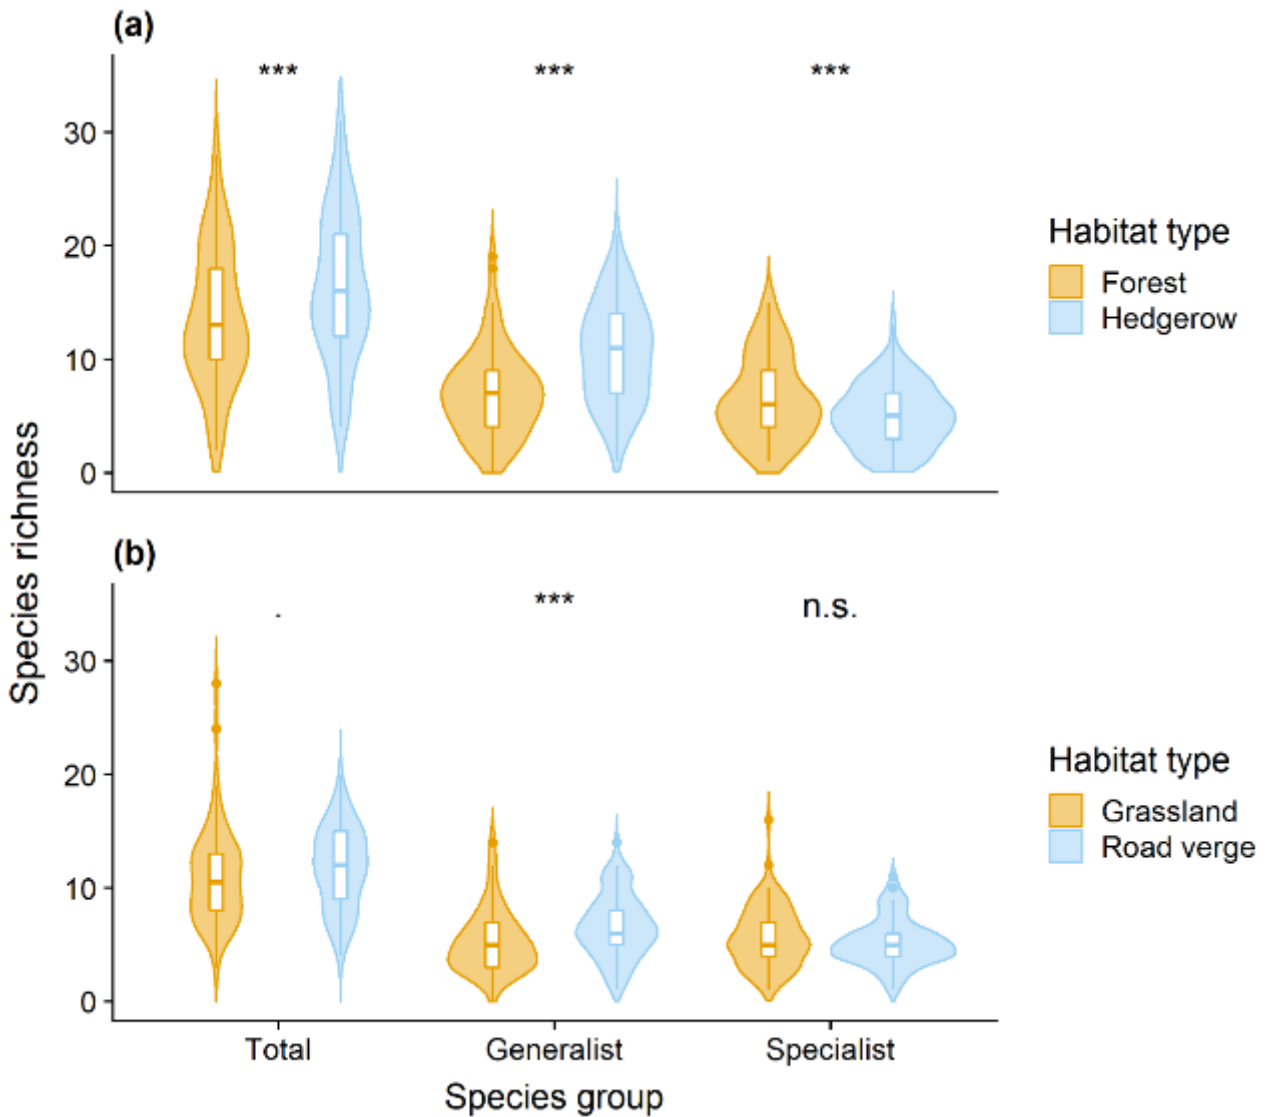 (a)
*** *** ***
30
20
10
0
Habitat type
Forest
Hedgerow
Species richness
(b)
. *** n.s.
30
20
10
0
Habitat type
Grassland
Road verge
Total Generalist Specialist
Species group